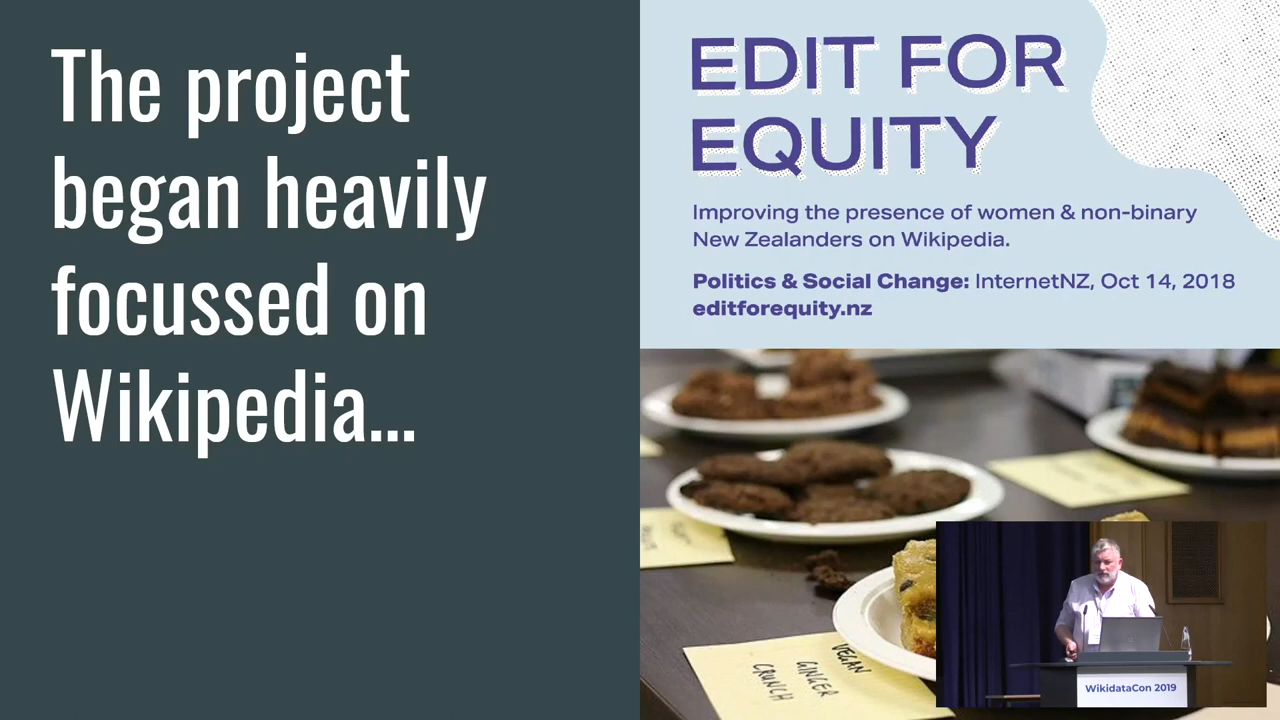 The project
began heavily
focussed on
Wikipedia...
EDIT FOR
EQUITY
Improving the presence of women & non-binary
New Zealanders on Wikipedia.
Politics & Social Change: InternetNZ, Oct 14, 2018
editforequity.nz
VEGAN
GINGER
CRUNCH
WikidataCon 2019